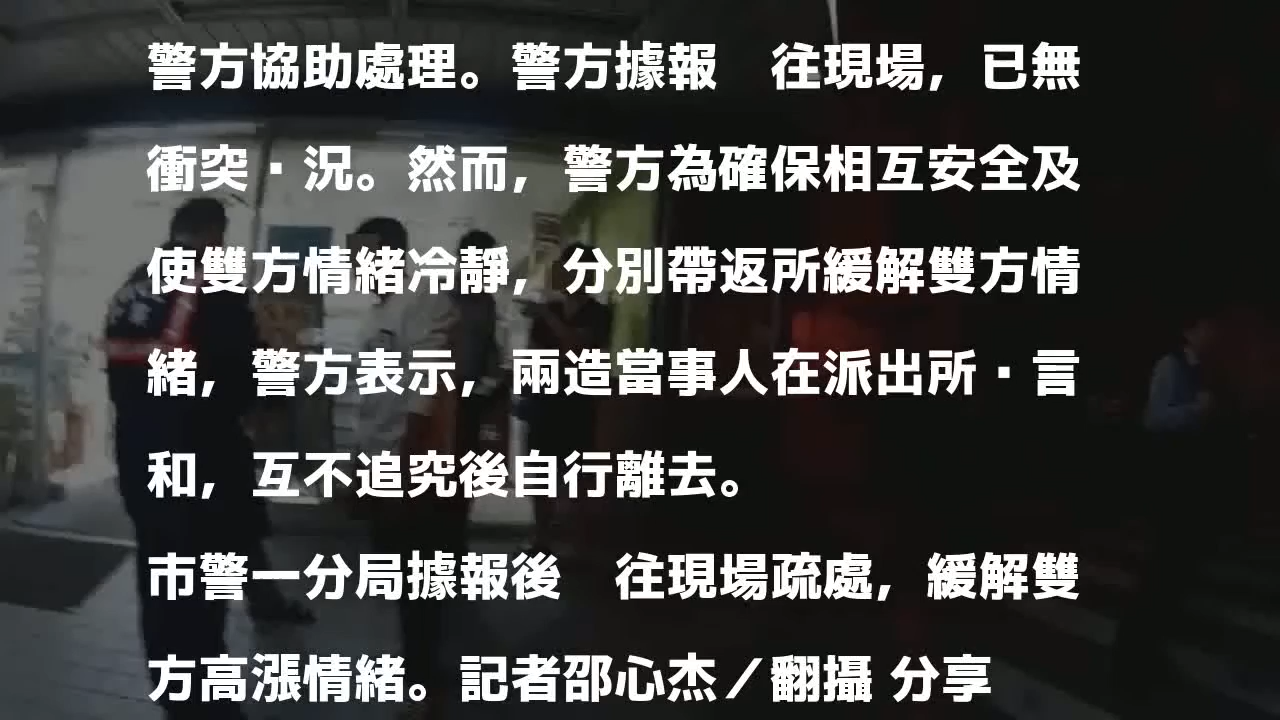 警方協助處理。警方據報　往現場，已無
衝突▪況。然而，警方為確保相互安全及
使雙方情緒冷靜，分別帶返所緩解雙方情
緒，警方表示，兩造當事人在派出所▪言
和，互不追究後自行離去。
市警一分局據報後　往現場疏處，緩解雙
方高漲情緒。記者邵心杰／翻攝 分享